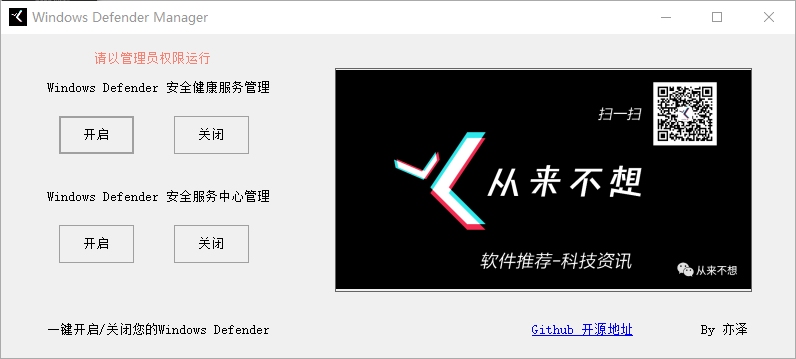 Windows Defender Manager
请以管理员权限运行
Windows Defender 安全健康服务管理
开启 关闭
Windows Defender 安全服务中心管理
开启 关闭
扫一扫
从来不想
软件推荐-科技资讯
从来不想
一键开启/关闭您的Windows Defender
Github 开源地址
By 亦泽